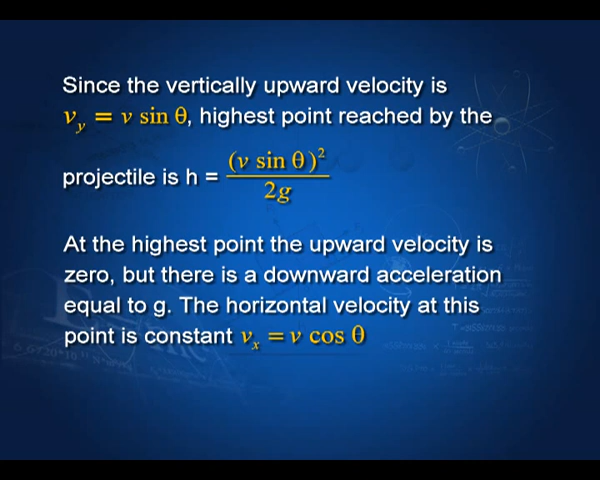 Since the vertically upward velocity is
v_y = v sin θ, highest point reached by the
projectile is h = (v sin θ)² / 2g
At the highest point the upward velocity is
zero, but there is a downward acceleration
equal to g. The horizontal velocity at this
point is constant v_x = v cos θ